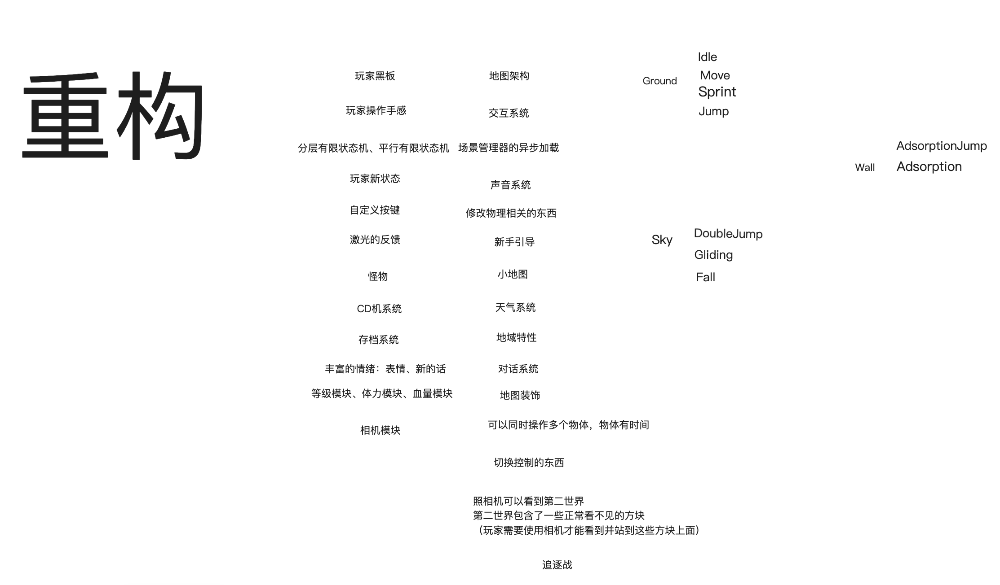 重构
玩家黑板
玩家操作手感
分层有限状态机、平行有限状态机
玩家新状态
自定义按键
激光的反馈
怪物
CD机系统
存档系统
丰富的情绪：表情、新的话
等级模块、体力模块、血量模块
相机模块
地图架构
交互系统
场景管理器的异步加载
声音系统
修改物理相关的东西
新手引导
小地图
天气系统
地域特性
对话系统
地图装饰
可以同时操作多个物体，物体有时间
切换控制的东西
照相机可以看到第二世界
第二世界包含了一些正常看不见的方块
（玩家需要使用相机才能看到并站到这些方块上面）
追逐战
Ground
Idle
Move
Sprint
Jump
Sky
DoubleJump
Gliding
Fall
Wall
AdsorptionJump
Adsorption